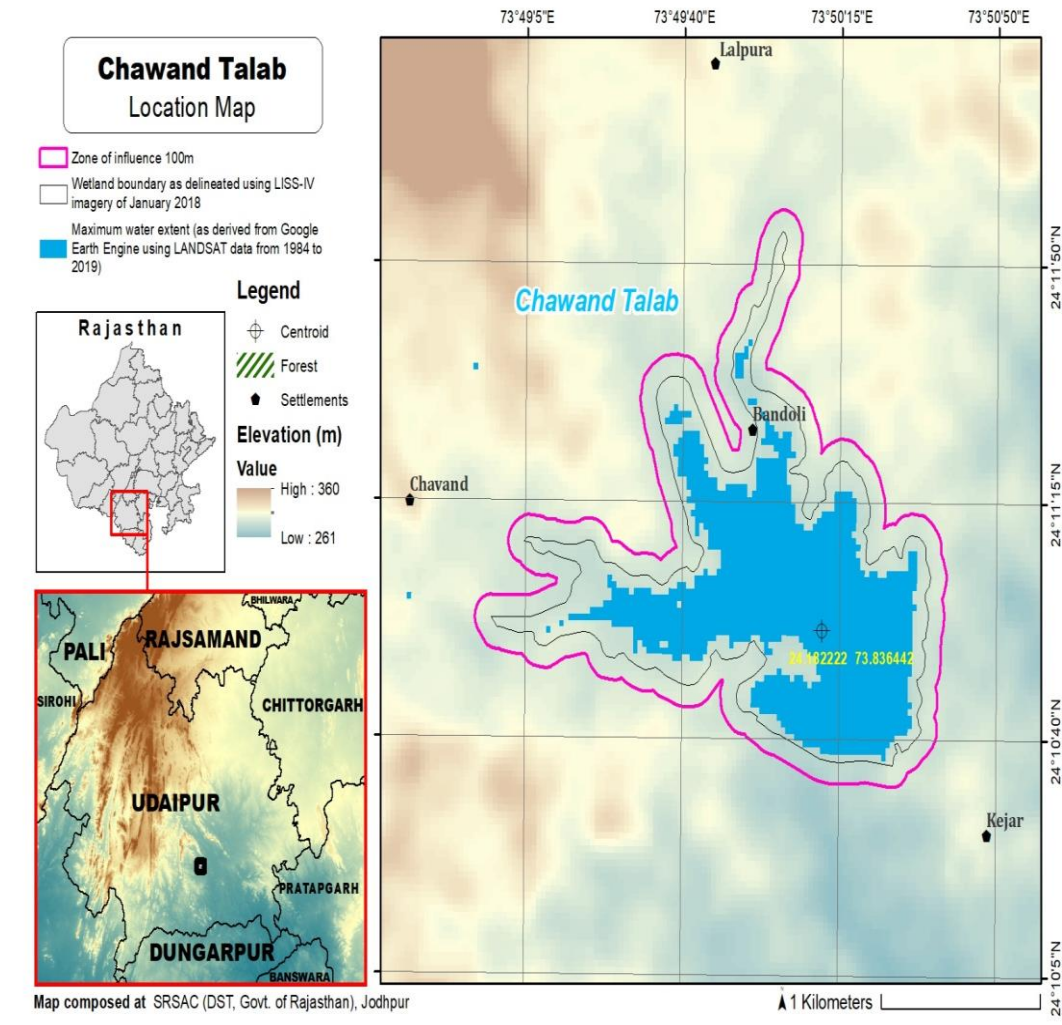 73°49'5"E
73°49'40"E
73°50'15"E
73°50'50"E
Chawand Talab
Location Map
Zone of influence 100m
Wetland boundary as delineated using LISS-IV
imagery of January 2018
Maximum water extent (as derived from Google
Earth Engine using LANDSAT data from 1984 to
2019)
Legend
Centroid
Forest
Settlements
Elevation (m)
Value
High : 360
Low : 261
Rajasthan
PALI
RAJSAMAND
BHILWARA
SIROHI
CHITTORGARH
UDAIPUR
PRATAPGARH
DUNGARPUR
BANSWARA
Lalpura
Chawand Talab
Bandoli
Chavand
24.182222 73.836442
Kejar
24°11'50"N
24°11'15"N
24°10'40"N
24°10'5"N
Map composed at SRSAC (DST, Govt. of Rajasthan), Jodhpur
1 Kilometers